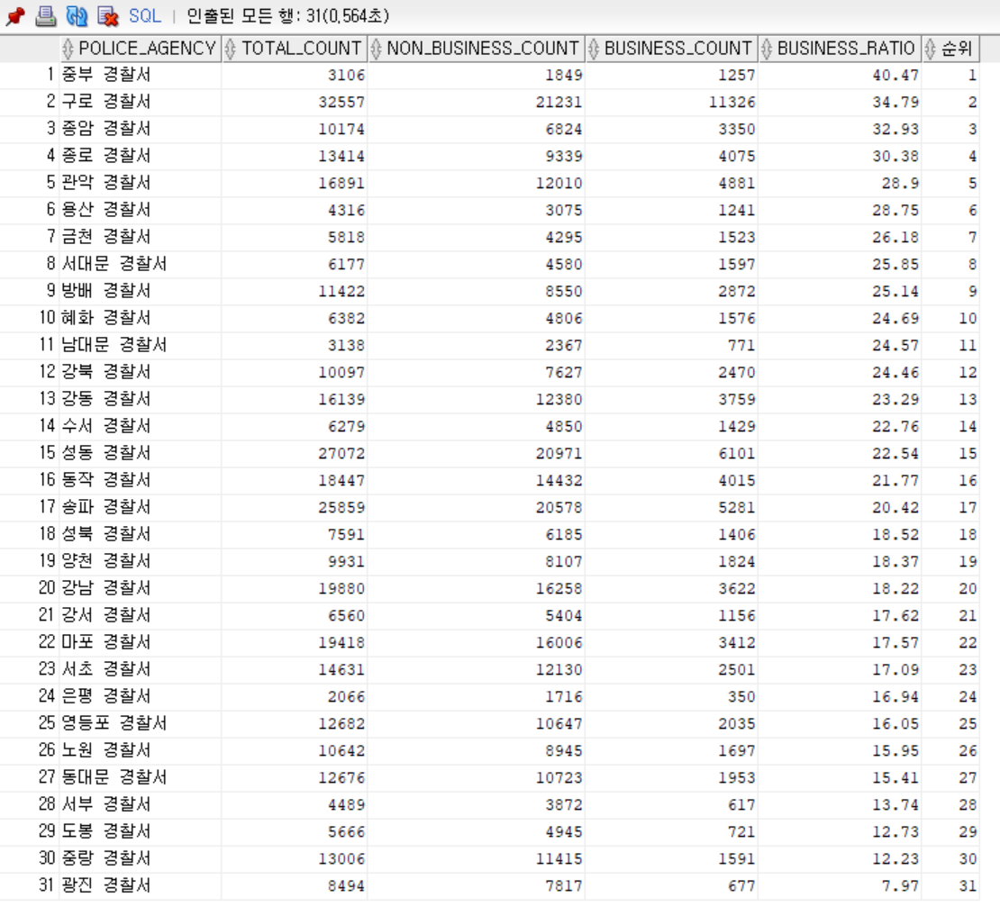 SQL | 인출된 모든 행: 31(0,564초)
POLICE_AGENCY TOTAL_COUNT NON_BUSINESS_COUNT BUSINESS_COUNT BUSINESS_RATIO 순위
1 중부 경찰서 3106 1849 1257 40.47 1
2 구로 경찰서 32557 21231 11326 34.79 2
3 종암 경찰서 10174 6824 3350 32.93 3
4 종로 경찰서 13414 9339 4075 30.38 4
5 관악 경찰서 16891 12010 4881 28.9 5
6 용산 경찰서 4316 3075 1241 28.75 6
7 금천 경찰서 5818 4295 1523 26.18 7
8 서대문 경찰서 6177 4580 1597 25.85 8
9 방배 경찰서 11422 8550 2872 25.14 9
10 혜화 경찰서 6382 4806 1576 24.69 10
11 남대문 경찰서 3138 2367 771 24.57 11
12 강북 경찰서 10097 7627 2470 24.46 12
13 강동 경찰서 16139 12380 3759 23.29 13
14 수서 경찰서 6279 4850 1429 22.76 14
15 성동 경찰서 27072 20971 6101 22.54 15
16 동작 경찰서 18447 14432 4015 21.77 16
17 송파 경찰서 25859 20578 5281 20.42 17
18 성북 경찰서 7591 6185 1406 18.52 18
19 양천 경찰서 9931 8107 1824 18.37 19
20 강남 경찰서 19880 16258 3622 18.22 20
21 강서 경찰서 6560 5404 1156 17.62 21
22 마포 경찰서 19418 16006 3412 17.57 22
23 서초 경찰서 14631 12130 2501 17.09 23
24 은평 경찰서 2066 1716 350 16.94 24
25 영등포 경찰서 12682 10647 2035 16.05 25
26 노원 경찰서 10642 8945 1697 15.95 26
27 동대문 경찰서 12676 10723 1953 15.41 27
28 서부 경찰서 4489 3872 617 13.74 28
29 도봉 경찰서 5666 4945 721 12.73 29
30 중랑 경찰서 13006 11415 1591 12.23 30
31 광진 경찰서 8494 7817 677 7.97 31